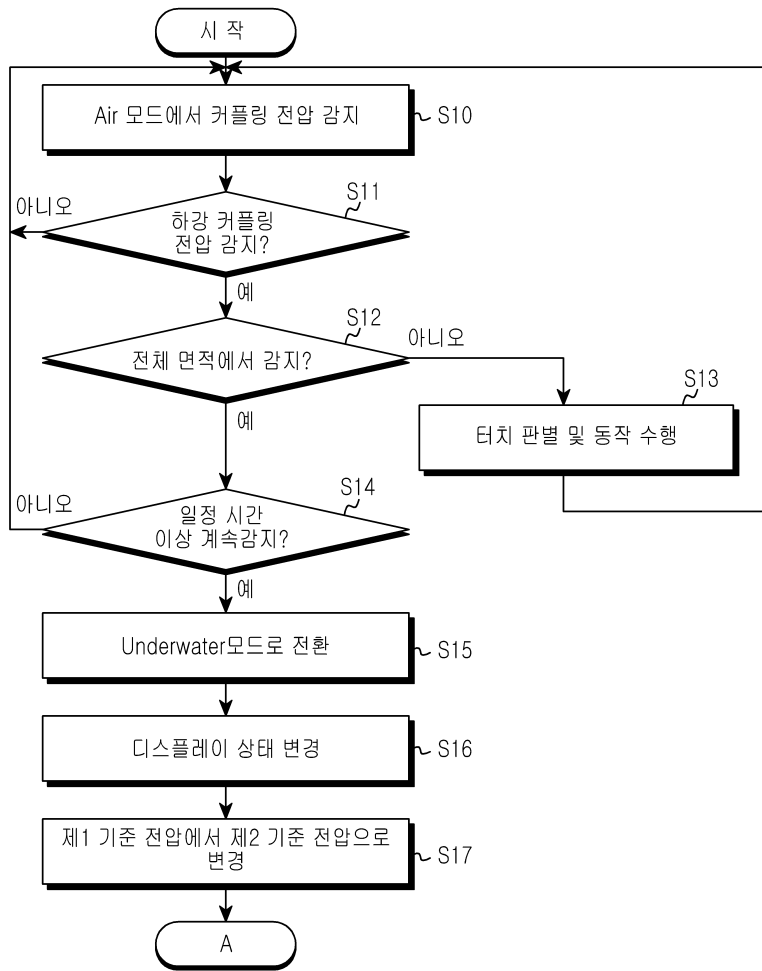 시 작
Air 모드에서 커플링 전압 감지
S10
S11
아니오
하강 커플링
전압 감지?
예
S12
전체 면적에서 감지?
아니오
예
S13
터치 판별 및 동작 수행
S14
아니오
일정 시간
이상 계속감지?
예
Underwater모드로 전환
S15
디스플레이 상태 변경
S16
제1 기준 전압에서 제2 기준 전압으로
변경
S17
A